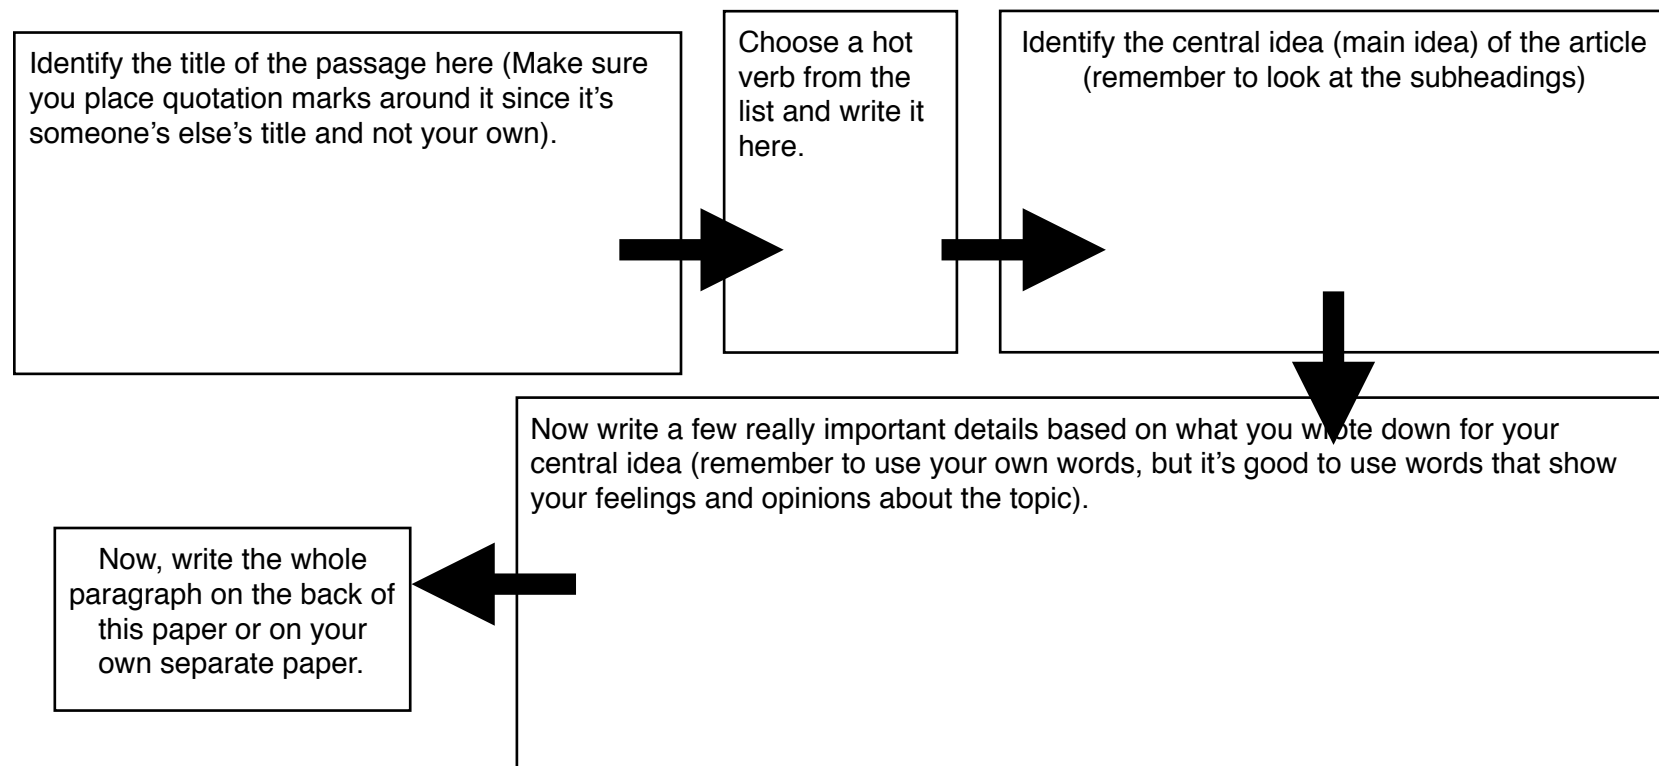 Identify the title of the passage here (Make sure
you place quotation marks around it since it's
someone's else's title and not your own).
Choose a hot
verb from the
list and write it
here.
Identify the central idea (main idea) of the article
(remember to look at the subheadings)
Now write a few really important details based on what you wrote down for your
central idea (remember to use your own words, but it's good to use words that show
your feelings and opinions about the topic).
Now, write the whole
paragraph on the back of
this paper or on your
own separate paper.